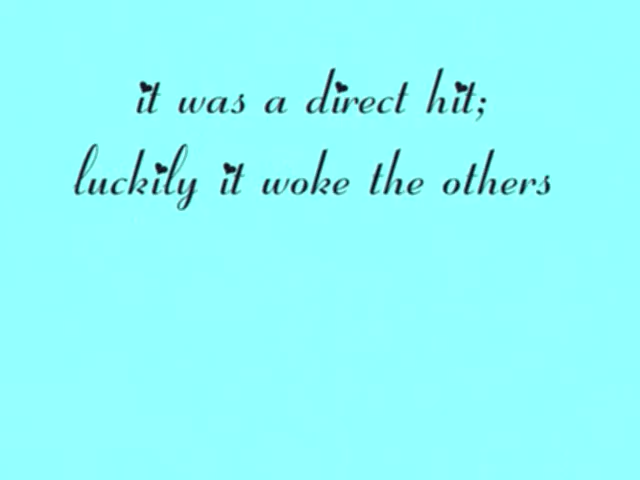 it was a direct hit;
luckily it woke the others